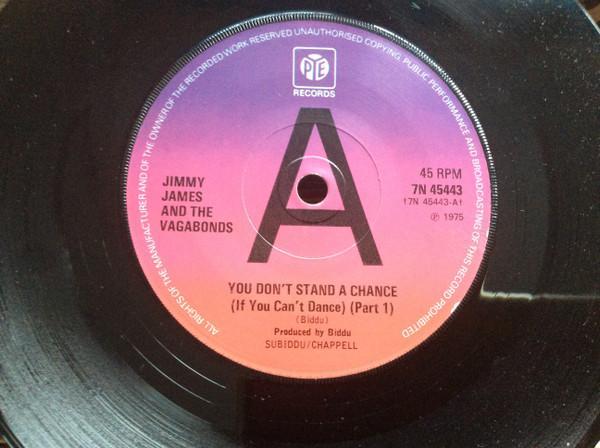 ALL RIGHTS OF THE MANUFACTURER AND OF THE OWNER OF THE RECORDED WORK RESERVED UNAUTHORISED COPYING, PUBLIC PERFORMANCE AND BROADCASTING OF THIS RECORD PROHIBITED
PYE
RECORDS
A
JIMMY
JAMES
AND THE
VAGABONDS
45 RPM
7N 45443
†7N 45443-A†
Ⓟ 1975
YOU DON'T STAND A CHANCE
(If You Can't Dance) (Part 1)
(Biddu)
Produced by Biddu
SUBIDDU/CHAPPELL